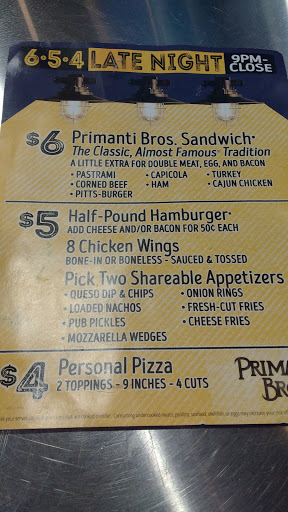 6·5·4 LATE NIGHT 9PM-CLOSE
$6 Primanti Bros. Sandwich®
The Classic, Almost Famous® Tradition
A LITTLE EXTRA FOR DOUBLE MEAT, EGG, AND BACON
• PASTRAMI • CAPICOLA • TURKEY
• CORNED BEEF • HAM • CAJUN CHICKEN
• PITTS-BURGER
$5 Half-Pound Hamburger*
ADD CHEESE AND/OR BACON FOR 50¢ EACH
8 Chicken Wings
BONE-IN OR BONELESS - SAUCED & TOSSED
Pick Two Shareable Appetizers
• QUESO DIP & CHIPS • ONION RINGS
• LOADED NACHOS • FRESH-CUT FRIES
• PUB PICKLES • CHEESE FRIES
• MOZZARELLA WEDGES
$4 Personal Pizza
2 TOPPINGS - 9 INCHES - 4 CUTS
PRIMA
BRO